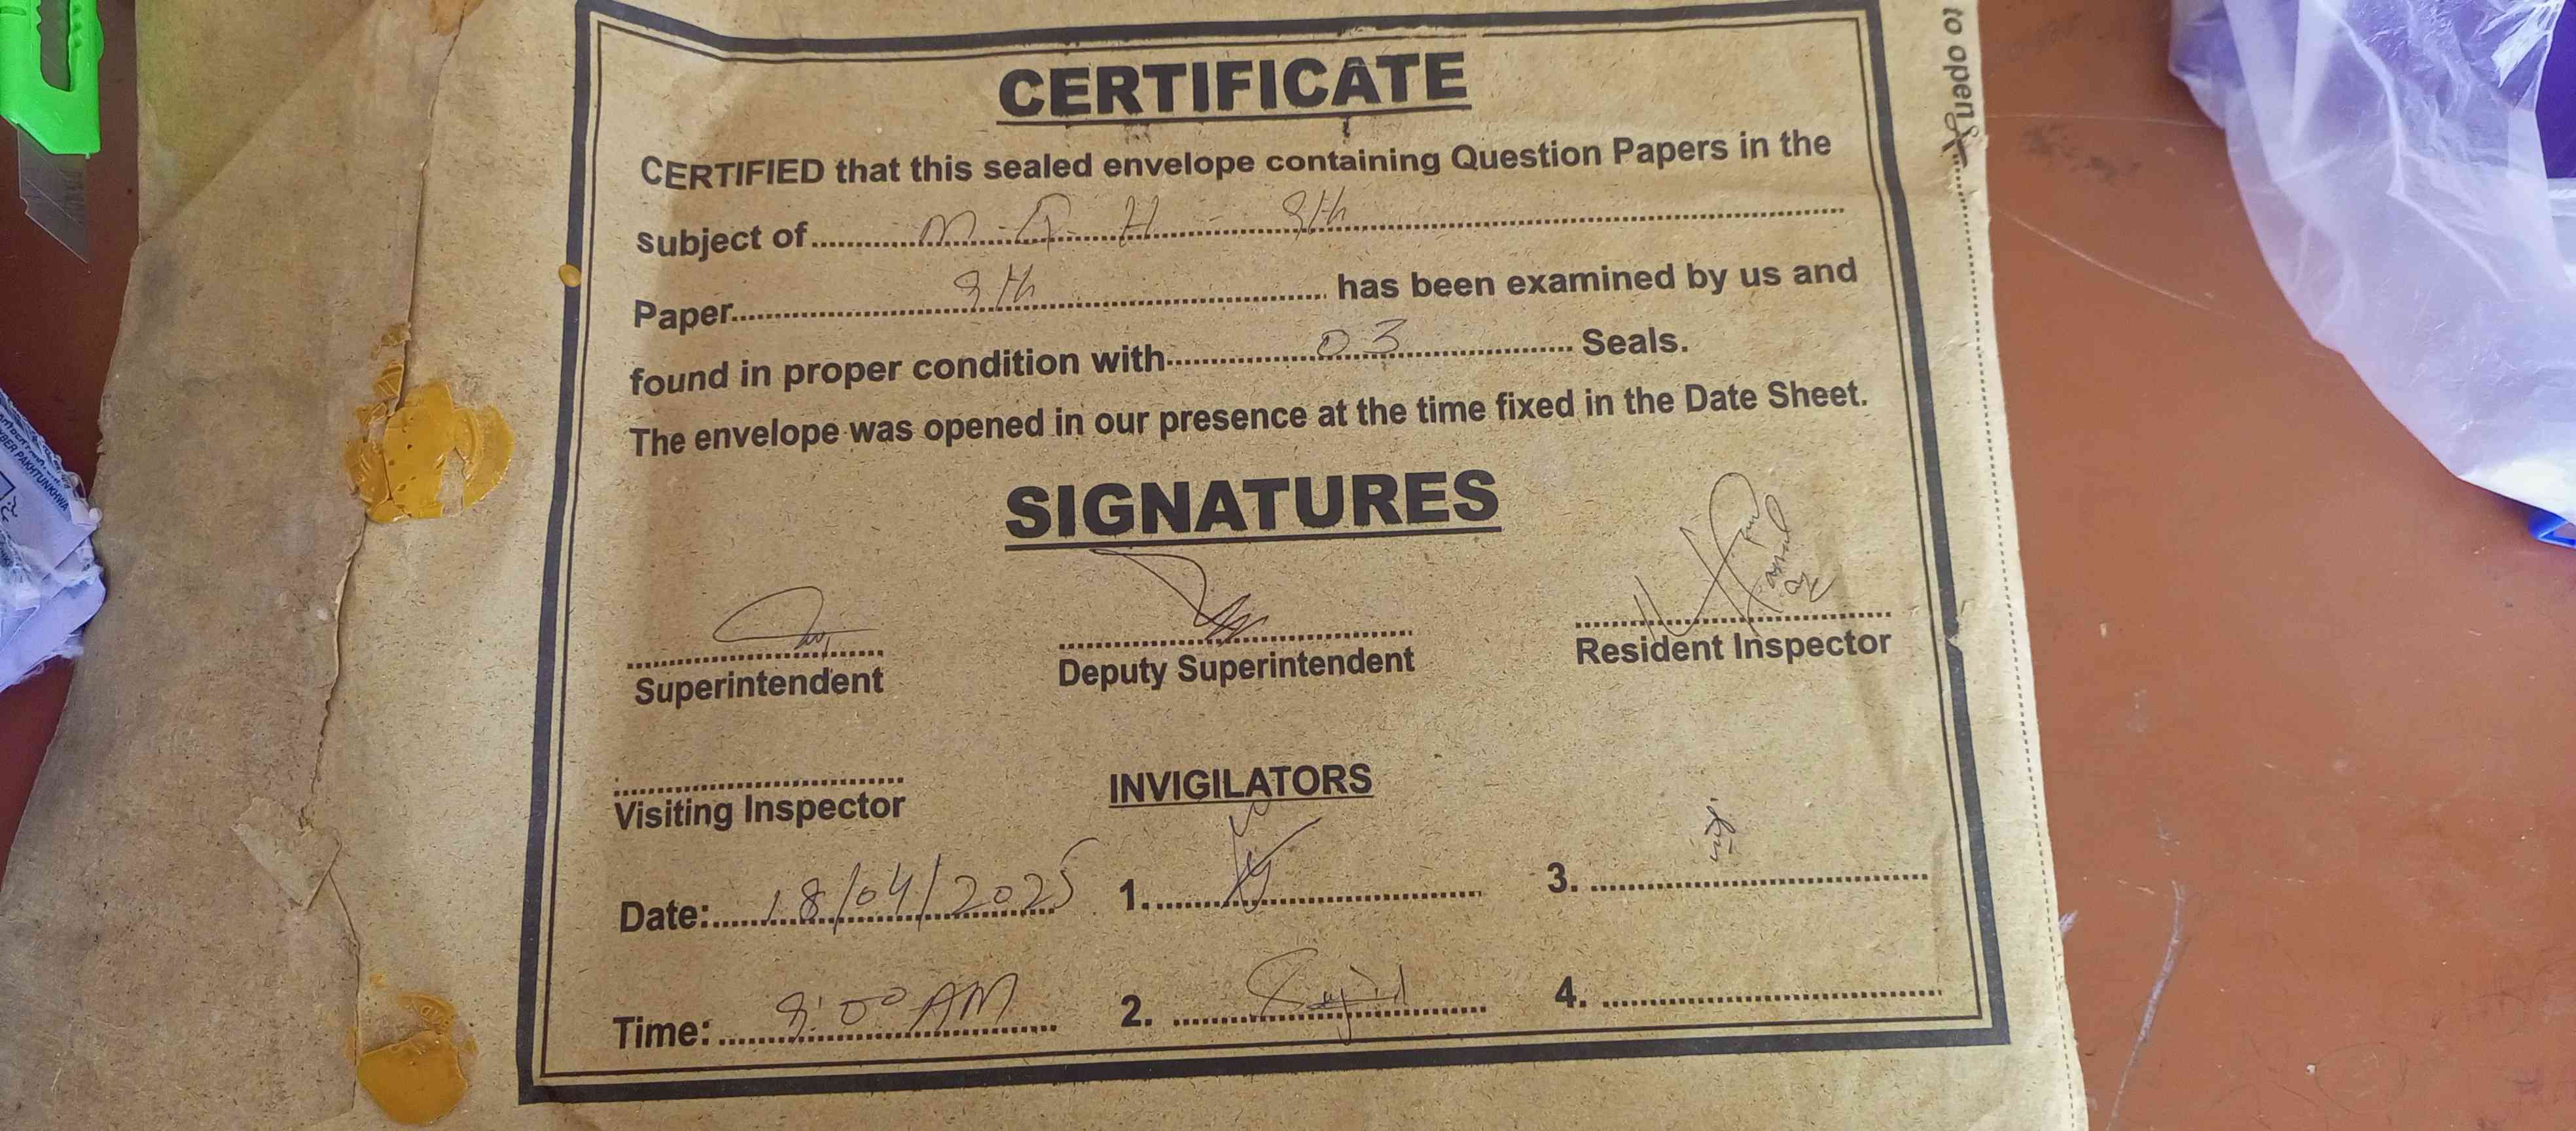 to open
CERTIFICATE
CERTIFIED that this sealed envelope containing Question Papers in the
subject of
Paper has been examined by us and
found in proper condition with 03 Seals.
The envelope was opened in our presence at the time fixed in the Date Sheet.
SIGNATURES
Superintendent Deputy Superintendent Resident Inspector
Visiting Inspector INVIGILATORS
Date: 18/04/2025 1. 3.
Time: 9:00 AM 2. 4.
KHYBER PAKHTUNKHWA